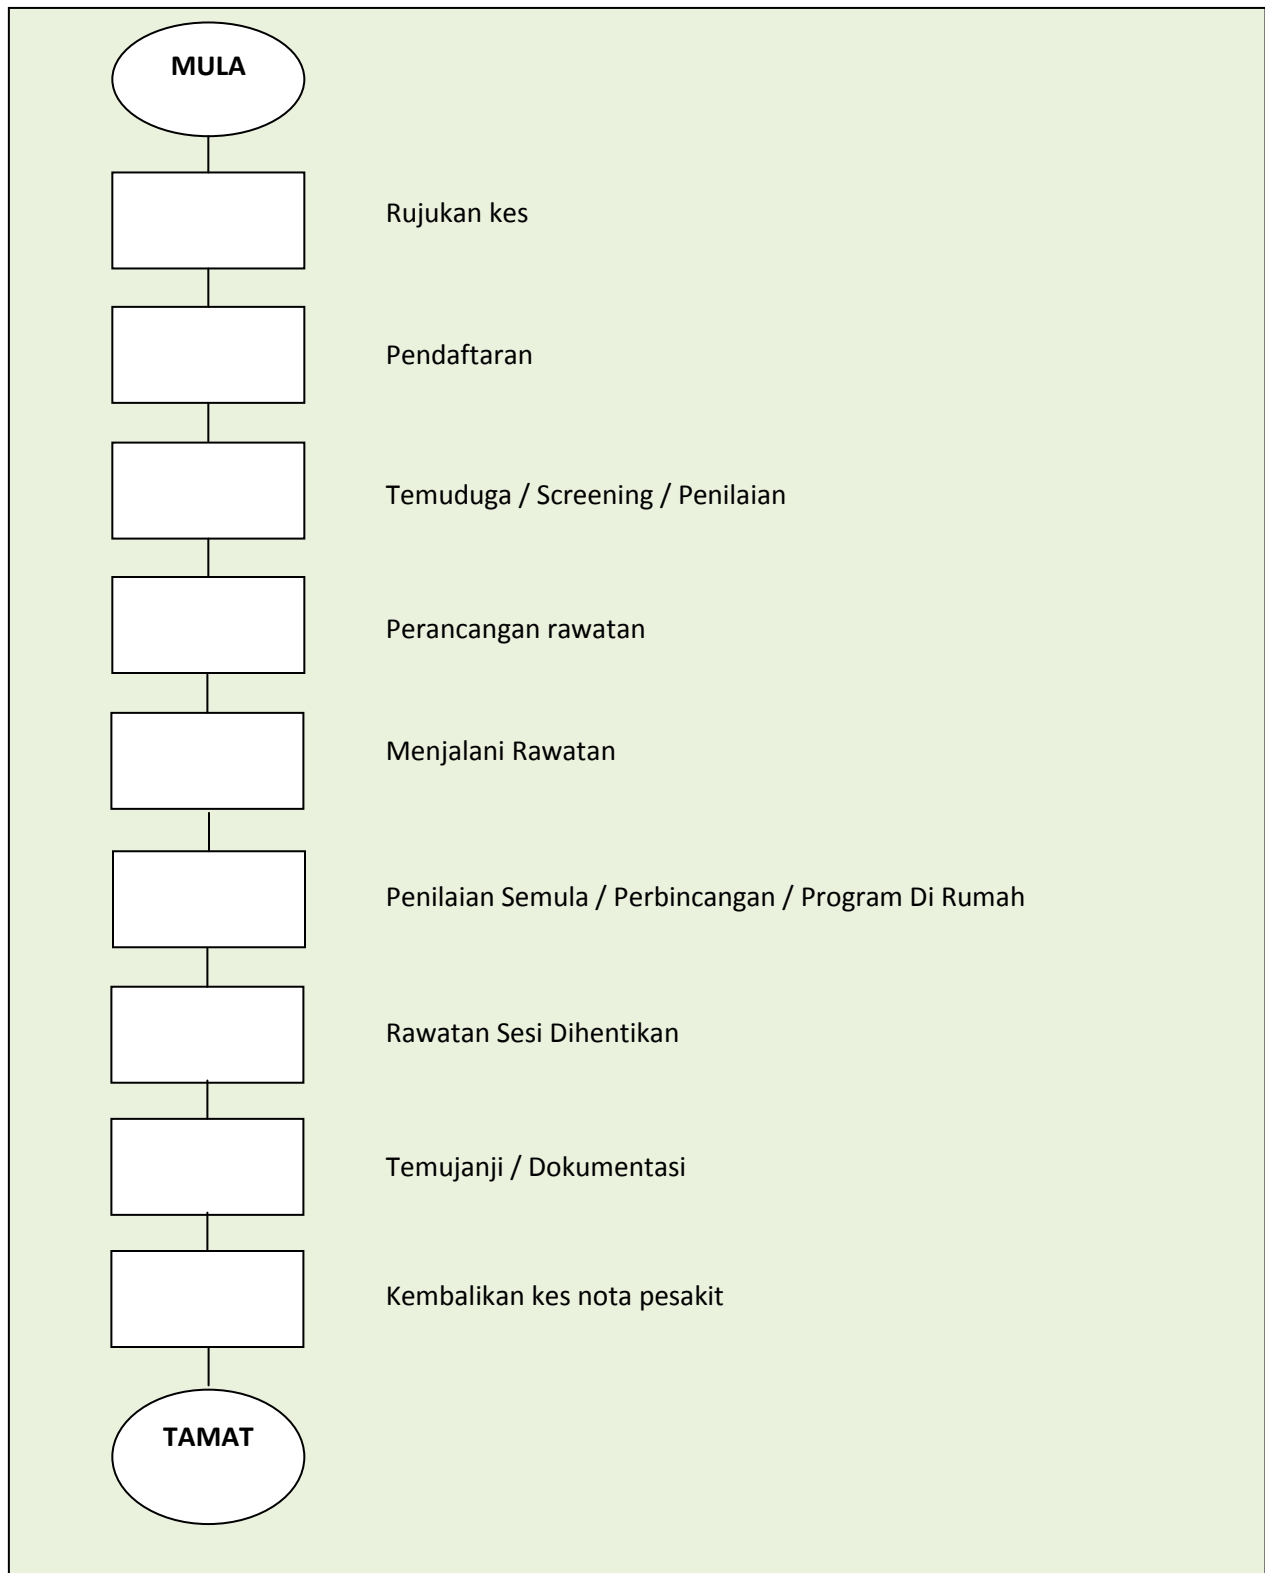 MULA
Rujukan kes
Pendaftaran
Temuduga / Screening / Penilaian
Perancangan rawatan
Menjalani Rawatan
Penilaian Semula / Perbincangan / Program Di Rumah
Rawatan Sesi Dihentikan
Temujanji / Dokumentasi
Kembalikan kes nota pesakit
TAMAT